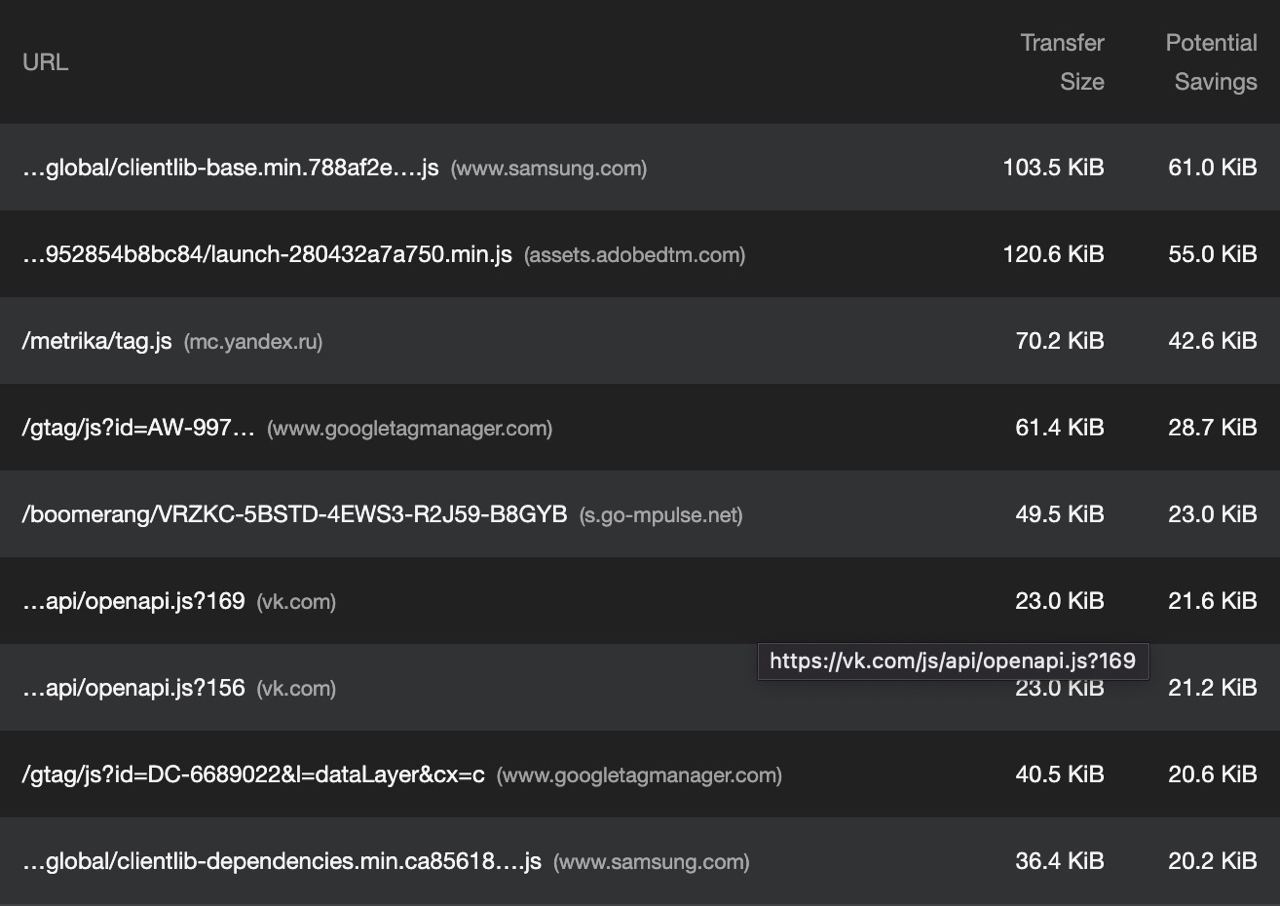 URL Transfer Size Potential Savings
…global/clientlib-base.min.788af2e….js (www.samsung.com) 103.5 KiB 61.0 KiB
…952854b8bc84/launch-280432a7a750.min.js (assets.adobedtm.com) 120.6 KiB 55.0 KiB
/metrika/tag.js (mc.yandex.ru) 70.2 KiB 42.6 KiB
/gtag/js?id=AW-997… (www.googletagmanager.com) 61.4 KiB 28.7 KiB
/boomerang/VRZKC-5BSTD-4EWS3-R2J59-B8GYB (s.go-mpulse.net) 49.5 KiB 23.0 KiB
…api/openapi.js?169 (vk.com) 23.0 KiB 21.6 KiB
https://vk.com/js/api/openapi.js?169
…api/openapi.js?156 (vk.com) 23.0 KiB 21.2 KiB
/gtag/js?id=DC-6689022&l=dataLayer&cx=c (www.googletagmanager.com) 40.5 KiB 20.6 KiB
…global/clientlib-dependencies.min.ca85618….js (www.samsung.com) 36.4 KiB 20.2 KiB